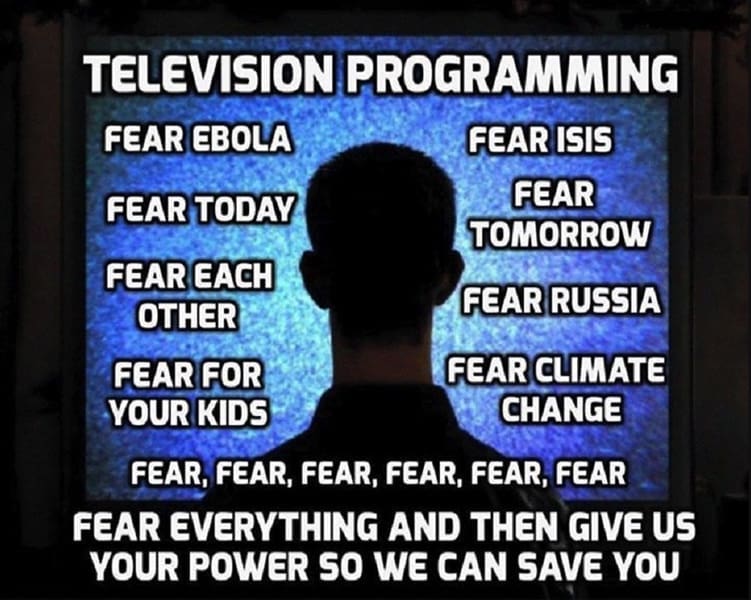 TELEVISION PROGRAMMING
FEAR EBOLA
FEAR ISIS
FEAR TODAY
FEAR
TOMORROW
FEAR EACH
OTHER
FEAR RUSSIA
FEAR FOR
YOUR KIDS
FEAR CLIMATE
CHANGE
FEAR, FEAR, FEAR, FEAR, FEAR, FEAR
FEAR EVERYTHING AND THEN GIVE US
YOUR POWER SO WE CAN SAVE YOU